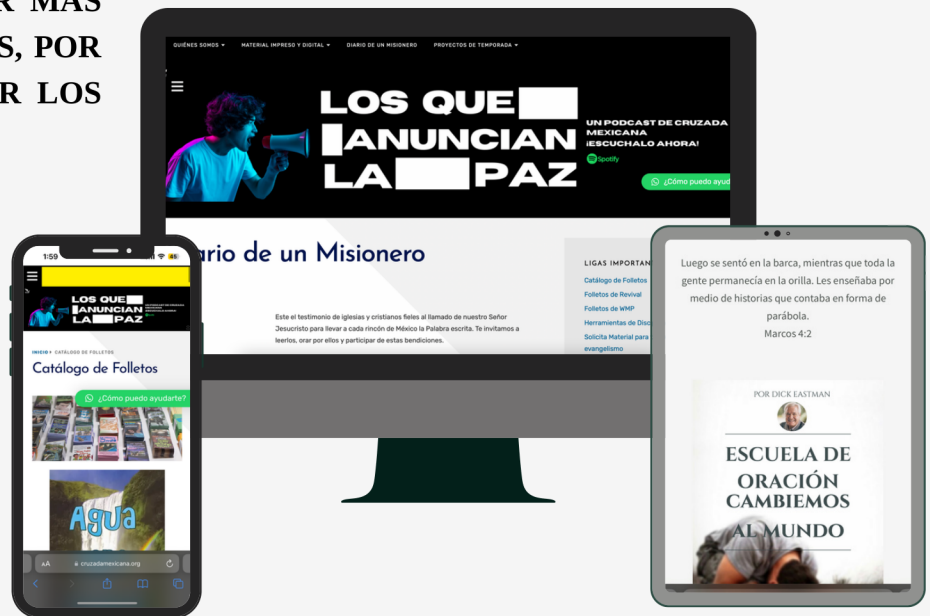 R MÁS
S, POR
R LOS
QUIÉNES SOMOS
MATERIAL IMPRESO Y DIGITAL
DIARIO DE UN MISIONERO
PROYECTOS DE TEMPORADA
LOS QUE
ANUNCIAN
LA PAZ
UN PODCAST DE CRUZADA
MEXICANA
¡ESCUCHALO AHORA!
Spotify
¿Cómo puedo ayud
ario de un Misionero
Este el testimonio de iglesias y cristianos fieles al llamado de nuestro Señor
Jesucristo para llevar a cada rincón de México la Palabra escrita. Te invitamos a
leerlos, orar por ellos y participar de estas bendiciones.
LIGAS IMPORTAN
Catálogo de Folletos
Folletos de Revival
Folletos de WMP
Herramientas de Disc
Solicita Material para
evangelismo
1:59
45
LOS QUE
ANUNCIAN
LA PAZ
INICIO
CATÁLOGO DE FOLLETOS
Catálogo de Folletos
¿Cómo puedo ayudarte?
Agua
AA
cruzadamexicana.org
Luego se sentó en la barca, mientras que toda la
gente permanecía en la orilla. Les enseñaba por
medio de historias que contaba en forma de
parábola.
Marcos 4:2
POR DICK EASTMAN
ESCUELA DE
ORACIÓN
CAMBIEMOS
AL MUNDO